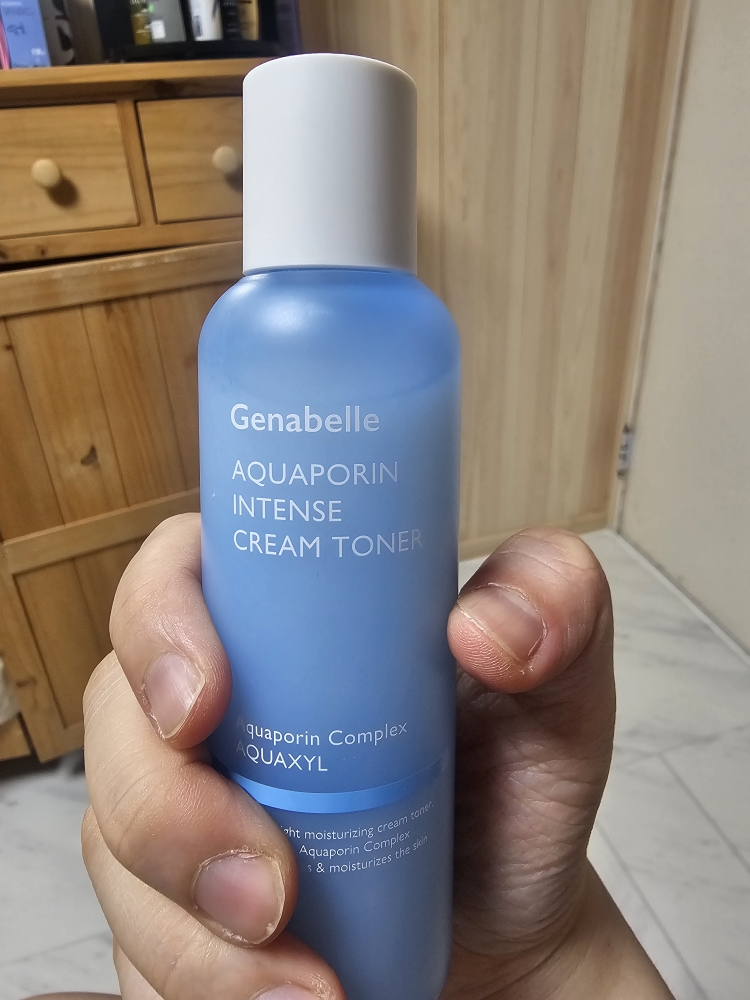 Genabelle
AQUAPORIN
INTENSE
CREAM TONER
Aquaporin Complex
AQUAXYL
moisturizing cream toner,
Aquaporin Complex
& moisturizes the skin